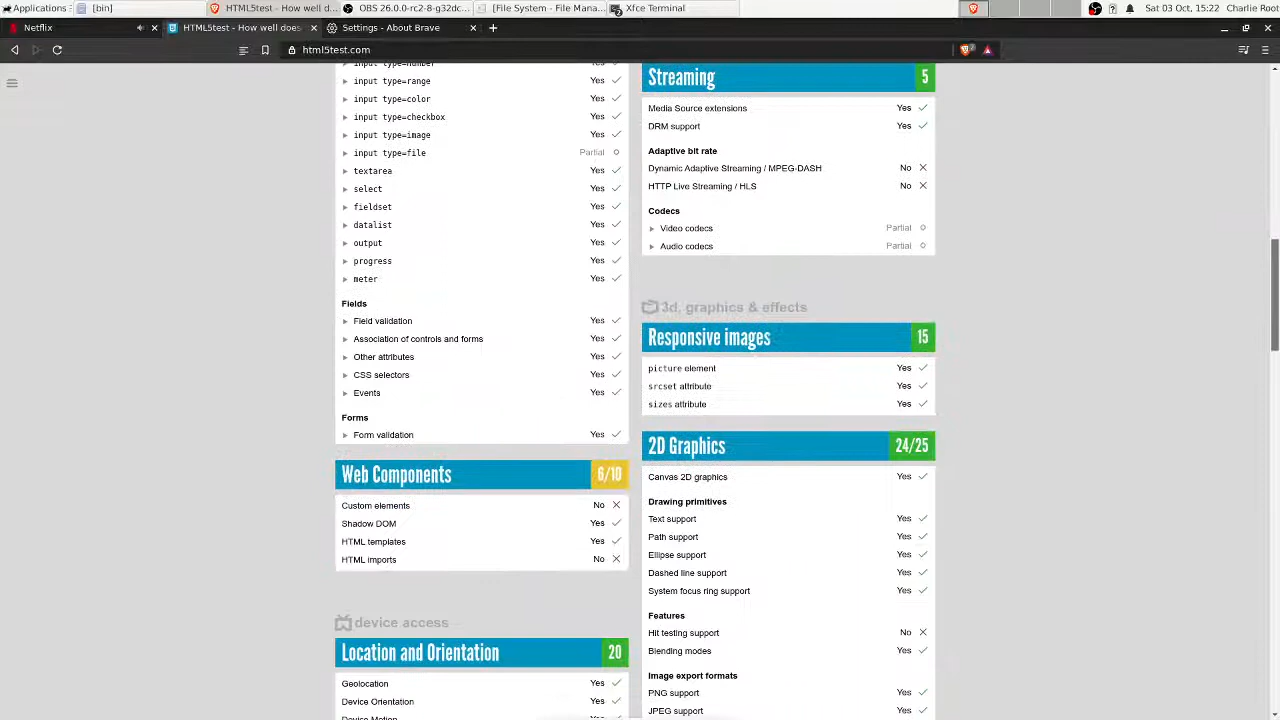 Applications
[bin]
HTML5test - How well d...
OBS 26.0.0-rc2-8-g32dc...
[File System - File Mana...
Xfce Terminal
Sat 03 Oct, 15:22
Charlie Root
Netflix
HTML5test - How well does
Settings - About Brave
html5test.com
input type=number
input type=range Yes
input type=color Yes
input type=checkbox Yes
input type=image Yes
input type=file Partial
textarea Yes
select Yes
fieldset Yes
datalist Yes
output Yes
progress Yes
meter Yes
Fields
Field validation Yes
Association of controls and forms Yes
Other attributes Yes
CSS selectors Yes
Events Yes
Forms
Form validation Yes
Web Components 6/10
Custom elements No
Shadow DOM Yes
HTML templates Yes
HTML imports No
device access
Location and Orientation 20
Geolocation Yes
Device Orientation Yes
Device Motion
Streaming 5
Media Source extensions Yes
DRM support Yes
Adaptive bit rate
Dynamic Adaptive Streaming / MPEG-DASH No
HTTP Live Streaming / HLS No
Codecs
Video codecs Partial
Audio codecs Partial
3d, graphics & effects
Responsive images 15
picture element Yes
srcset attribute Yes
sizes attribute Yes
2D Graphics 24/25
Canvas 2D graphics Yes
Drawing primitives
Text support Yes
Path support Yes
Ellipse support Yes
Dashed line support Yes
System focus ring support Yes
Features
Hit testing support No
Blending modes Yes
Image export formats
PNG support Yes
JPEG support Yes